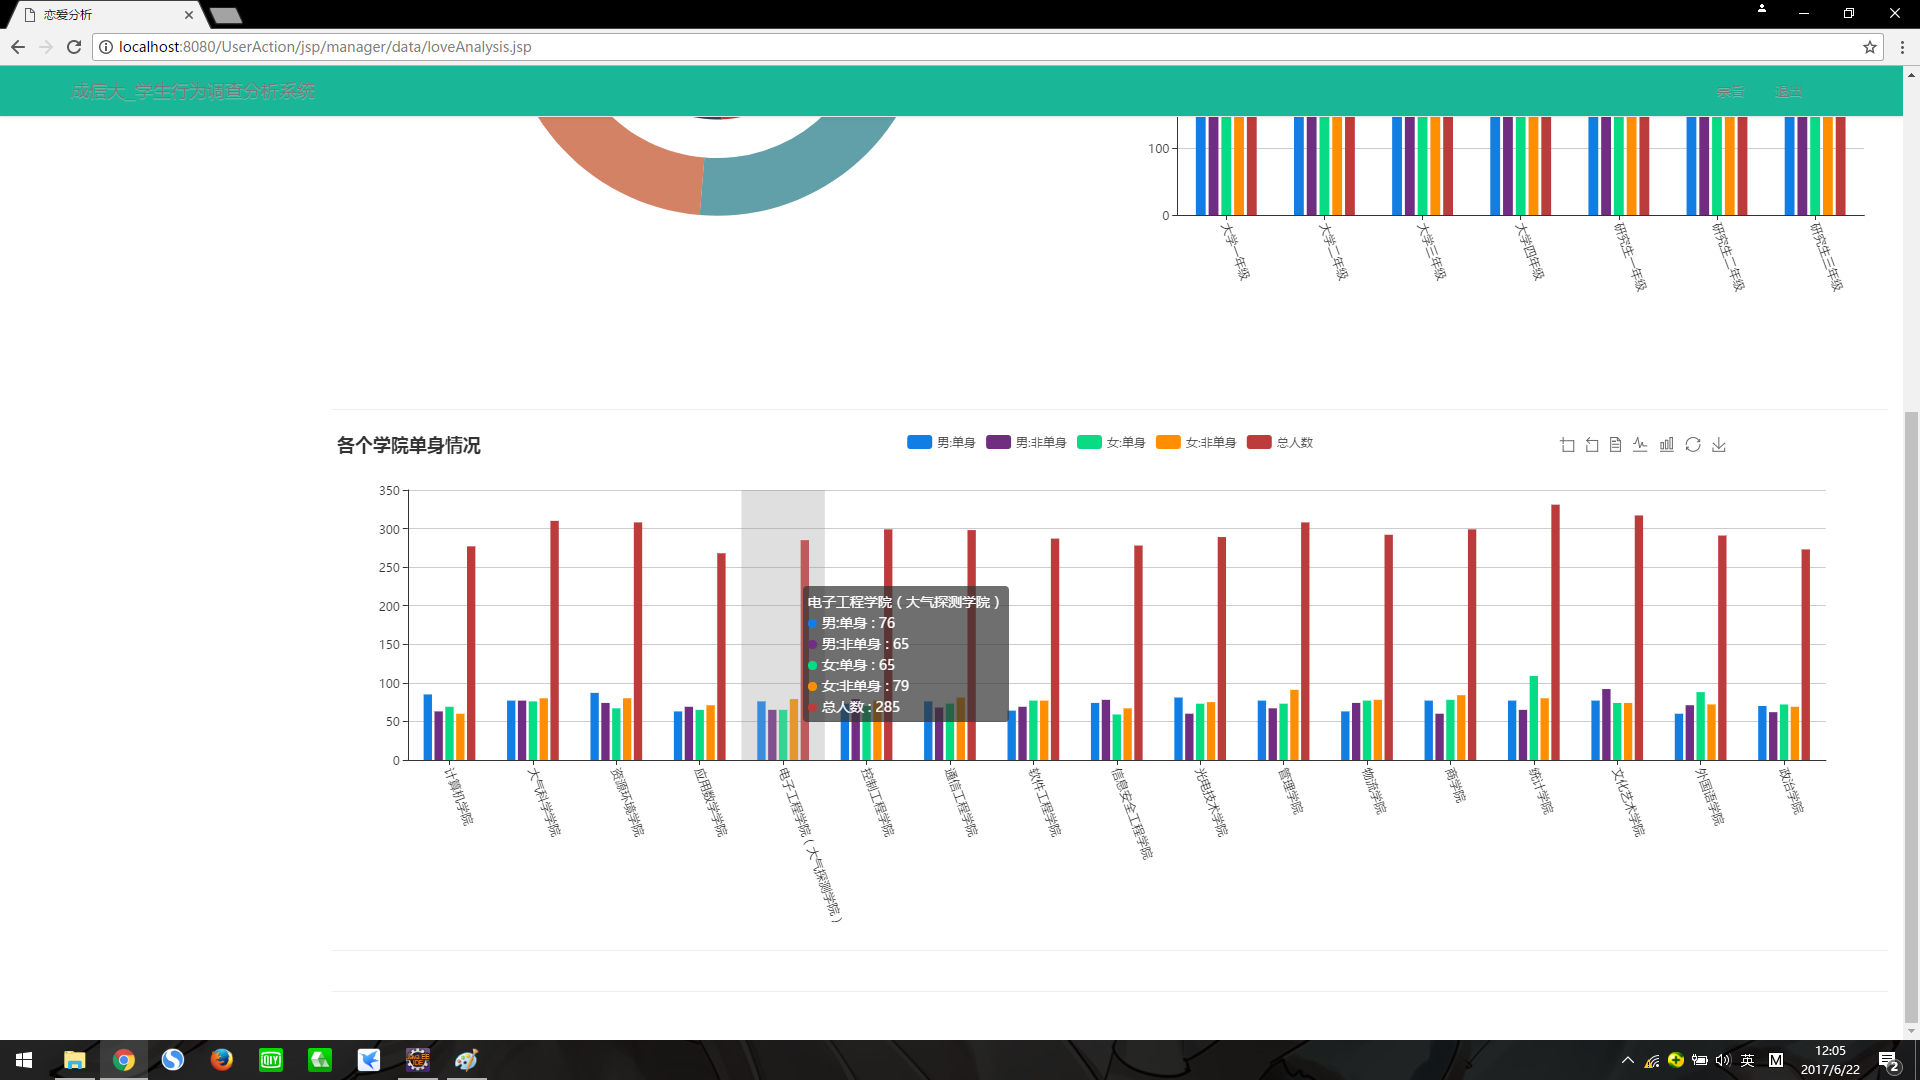 恋爱分析
localhost:8080/UserAction/jsp/manager/data/loveAnalysis.jsp
成信大_学生行为调查分析系统
退出
100
0
大学一年级
大学二年级
大学三年级
大学四年级
研究生一年级
研究生二年级
研究生三年级
各个学院单身情况
男:单身
男:非单身
女:单身
女:非单身
总人数
350
300
250
200
150
100
50
0
电子工程学院（大气探测学院）
男:单身 : 76
男:非单身 : 65
女:单身 : 65
女:非单身 : 79
总人数 : 285
计算机学院
大气科学学院
资源环境学院
应用数学学院
电子工程学院（大气探测学院）
控制工程学院
通信工程学院
软件工程学院
信息安全工程学院
光电技术学院
管理学院
物流学院
商学院
统计学院
文化艺术学院
外国语学院
政治学院
DIY
英
M
12:05
2017/6/22
2